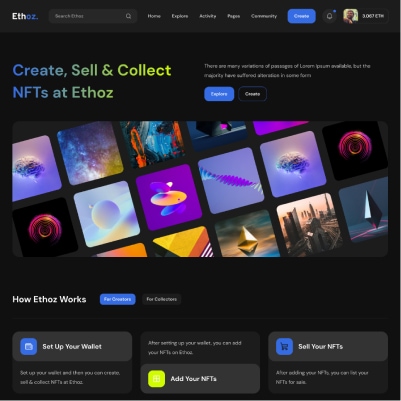 Ethoz.
Search Ethoz
Home
Explore
Activity
Pages
Community
Create
3.067 ETH
Create, Sell & Collect
NFTs at Ethoz
There are many variations of passages of Lorem Ipsum available, but the
majority have suffered alteration in some form
Explore
Create
How Ethoz Works
For Creators
For Collectors
Set Up Your Wallet
Set up your wallet and then you can create,
sell & collect NFTs at Ethoz.
After setting up your wallet, you can add
your NFTs on Ethoz.
Add Your NFTs
Sell Your NFTs
After adding your NFTs, you can list your
NFTs for sale.